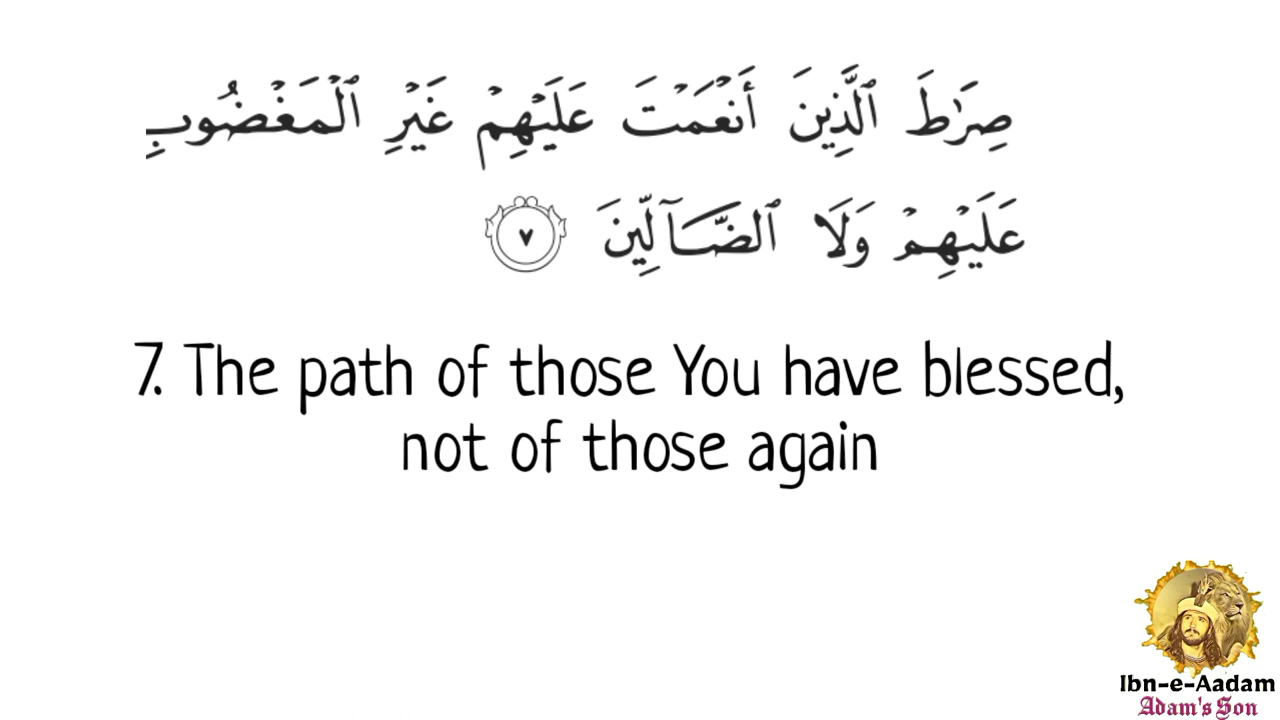 صِرَٰطَ ٱلَّذِينَ أَنْعَمْتَ عَلَيْهِمْ غَيْرِ ٱلْمَغْضُوبِ
عَلَيْهِمْ وَلَا ٱلضَّآلِّينَ ٧
7. The path of those You have blessed,
not of those again
Ibn-e-Aadam
Adam's Son